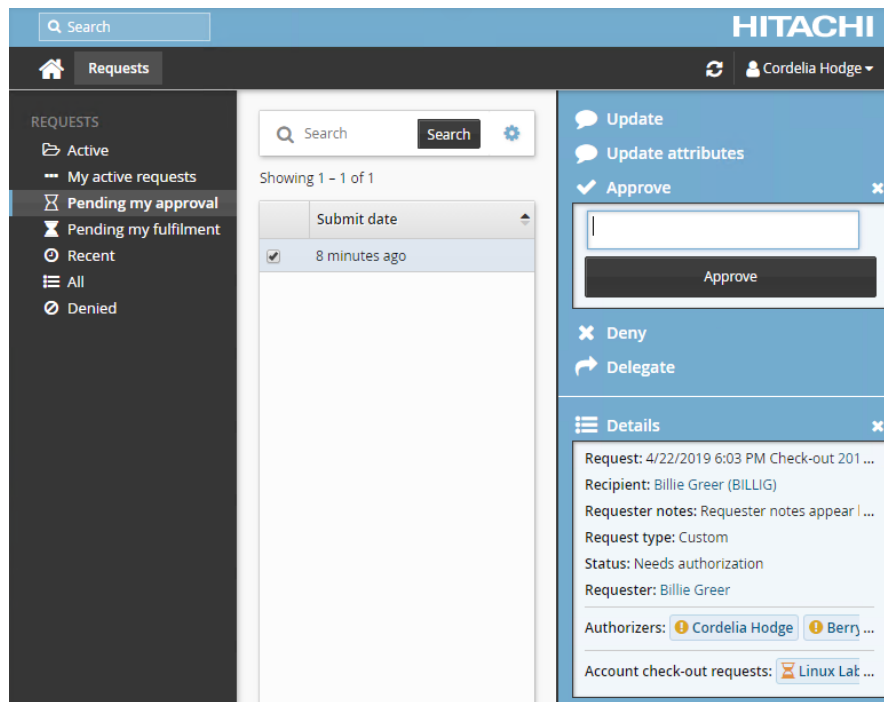 Search
HITACHI
Requests
Cordelia Hodge
REQUESTS
Active
My active requests
Pending my approval
Pending my fulfilment
Recent
All
Denied
Search
Search
Showing 1 – 1 of 1
Submit date
8 minutes ago
Update
Update attributes
Approve
Approve
Deny
Delegate
Details
Request: 4/22/2019 6:03 PM Check-out 201 ...
Recipient: Billie Greer (BILLIG)
Requester notes: Requester notes appear ...
Request type: Custom
Status: Needs authorization
Requester: Billie Greer
Authorizers: Cordelia Hodge Berry ...
Account check-out requests: Linux Lab ...